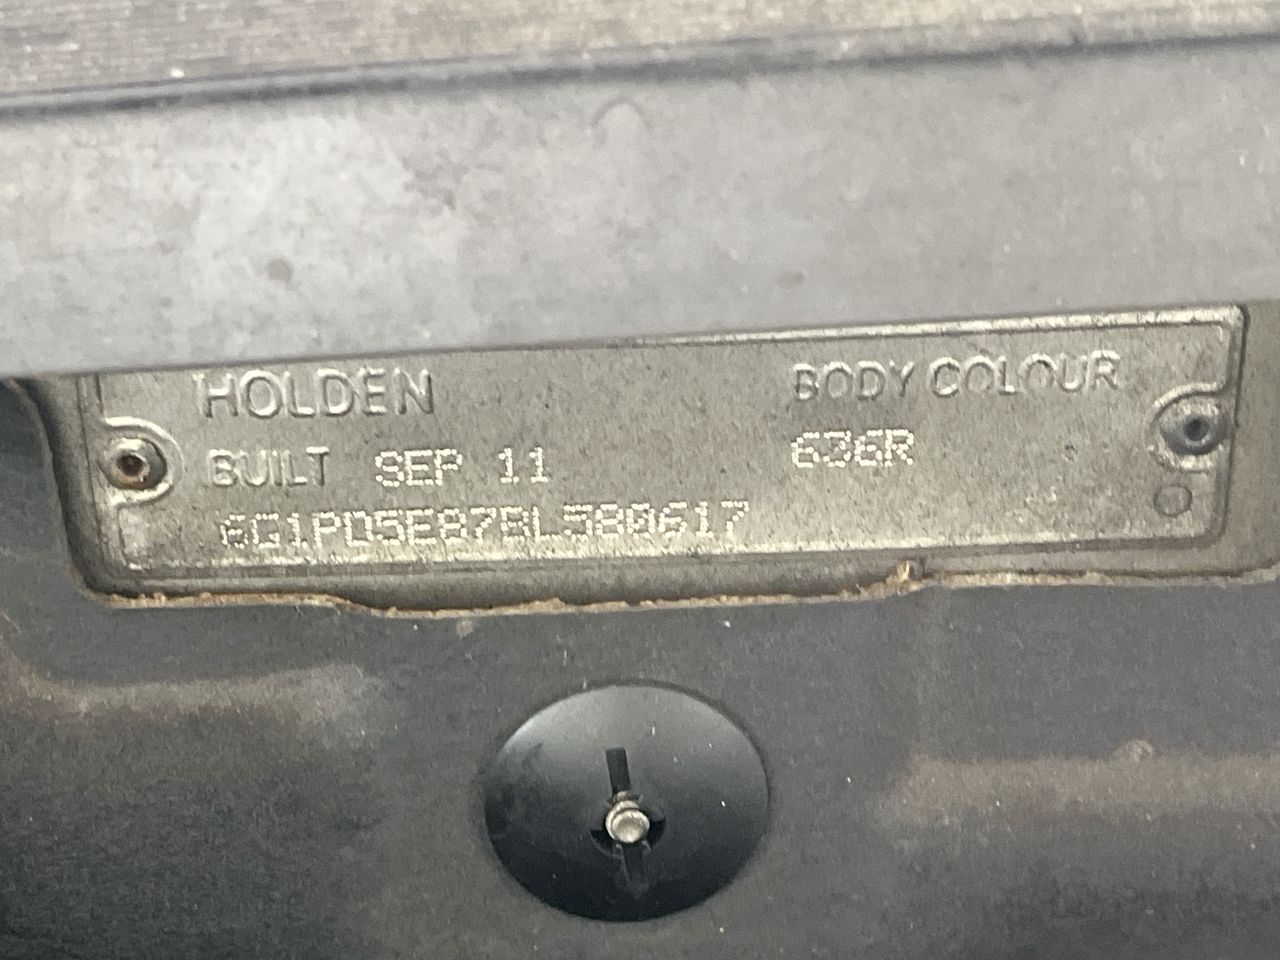 HOLDEN
BODY COLOUR
BUILT SEP 11
636R
6G1PD5E87BL580617